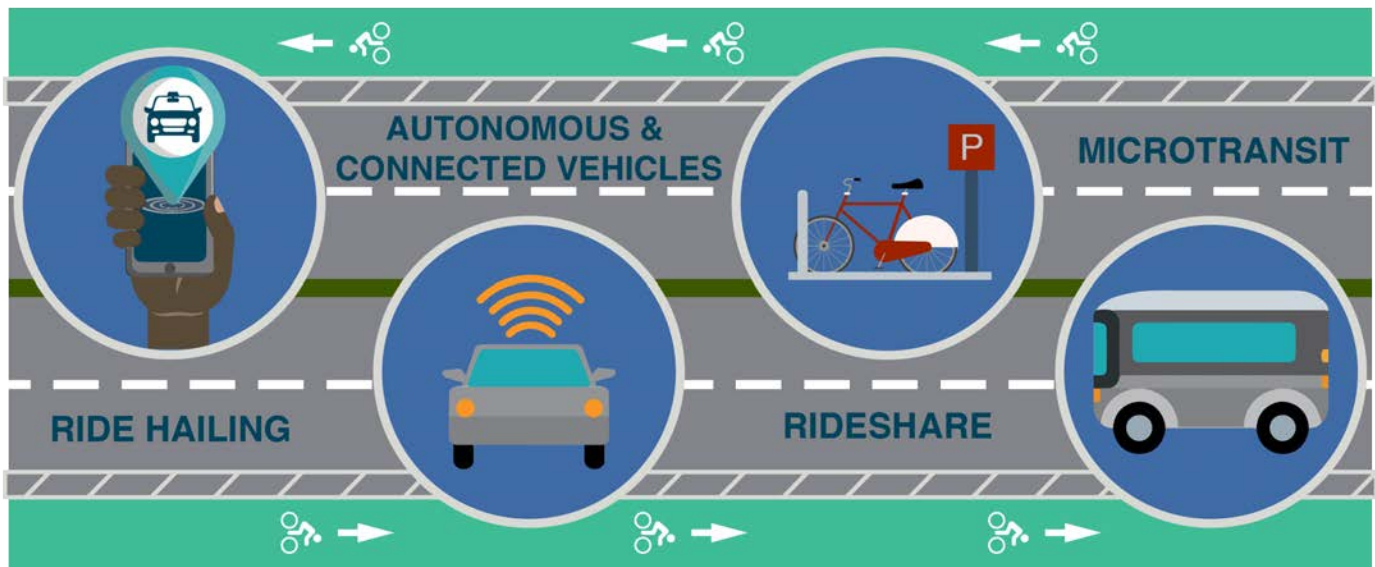 AUTONOMOUS &
CONNECTED VEHICLES
P
MICROTRANSIT
RIDE HAILING
RIDESHARE